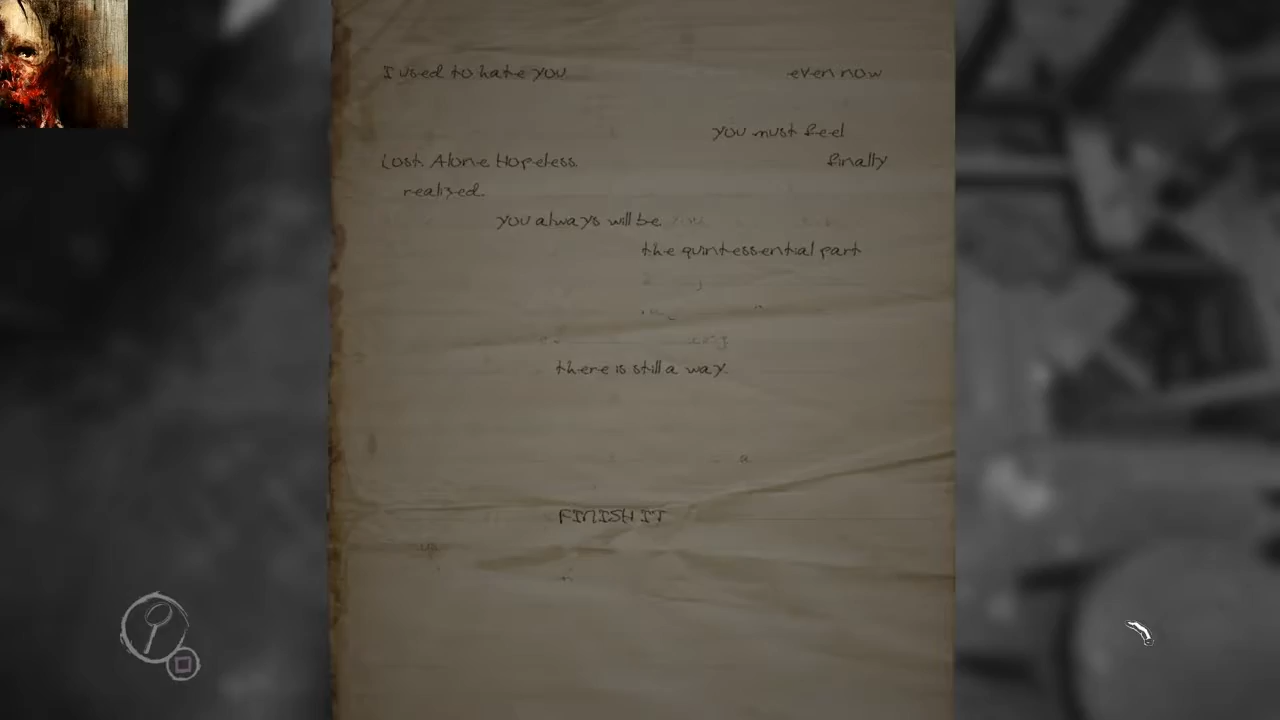 I used to hate you even now
you must feel
Lost. Alone Hopeless. finally
realized.
you always will be.
the quintessential part
there is still a way.
a
FINISH IT